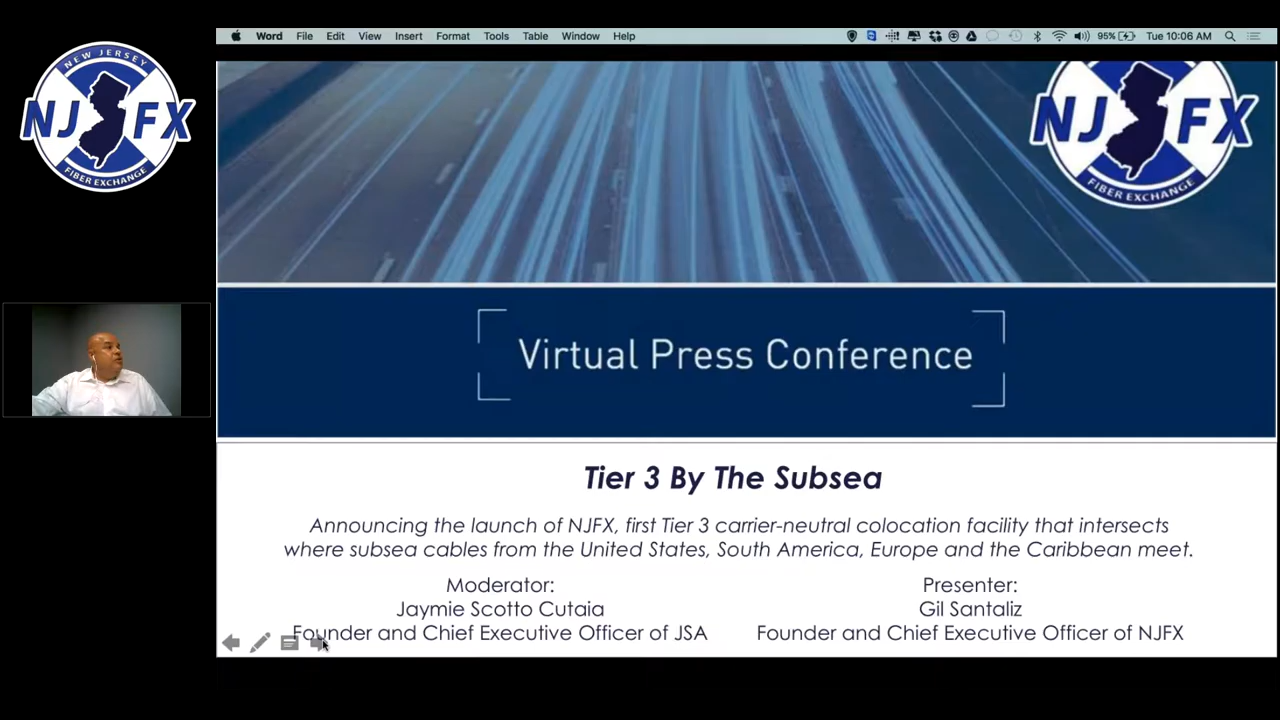 NEW JERSEY
NJ FX
FIBER EXCHANGE
Word File Edit View Insert Format Tools Table Window Help 95% Tue 10:06 AM
NJ FX
FIBER EXCHANGE
Virtual Press Conference
Tier 3 By The Subsea
Announcing the launch of NJFX, first Tier 3 carrier-neutral colocation facility that intersects
where subsea cables from the United States, South America, Europe and the Caribbean meet.
Moderator:
Jaymie Scotto Cutaia
Founder and Chief Executive Officer of JSA
Presenter:
Gil Santaliz
Founder and Chief Executive Officer of NJFX